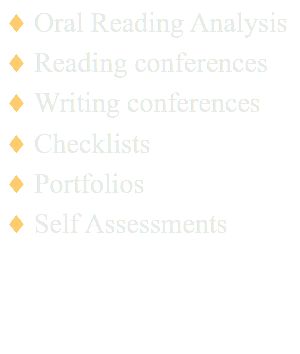 ♦ Oral Reading Analysis
♦ Reading conferences
♦ Writing conferences
♦ Checklists
♦ Portfolios
♦ Self Assessments